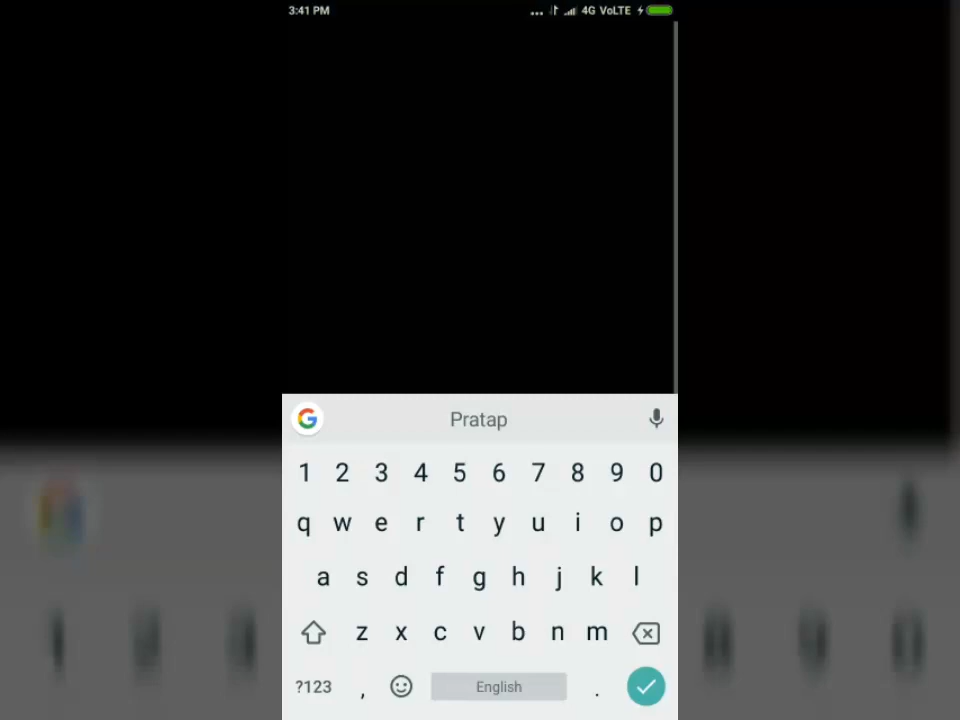 3:41 PM ... 4G VoLTE
Pratap
1 2 3 4 5 6 7 8 9 0
q w e r t y u i o p
a s d f g h j k l
z x c v b n m
?123 , English .